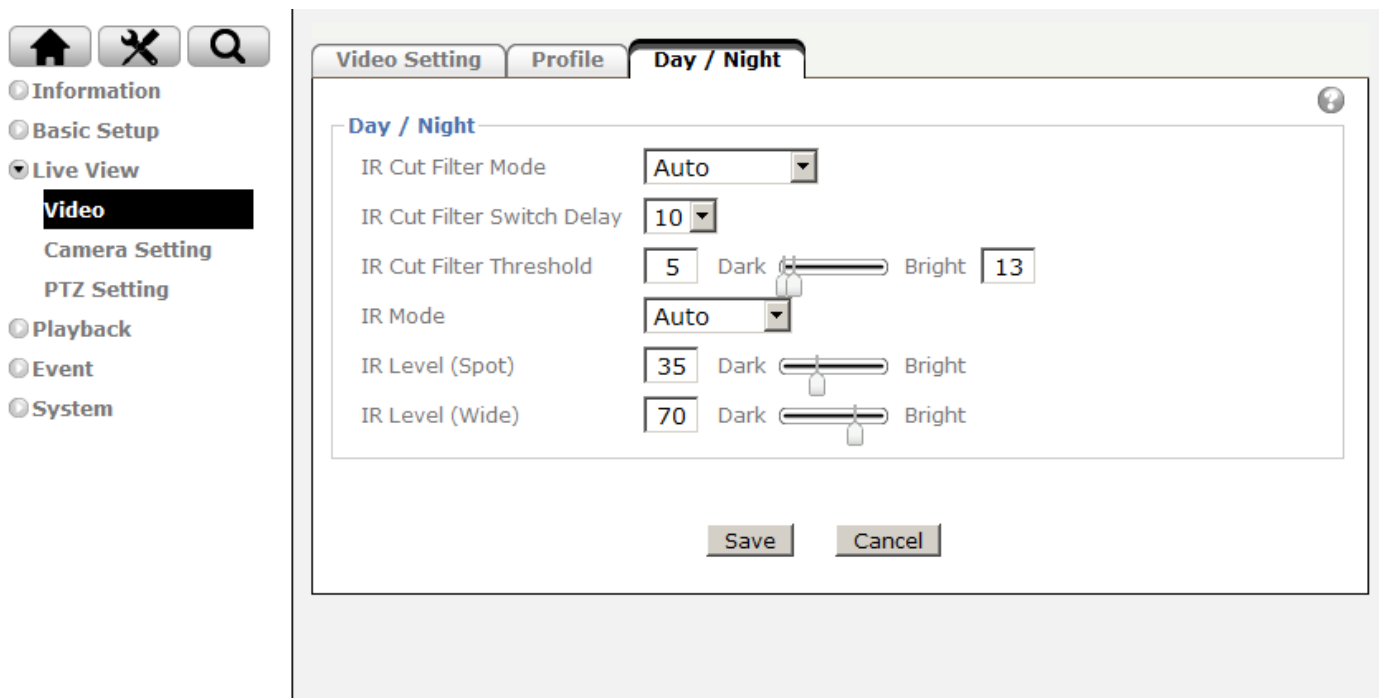 Information
Basic Setup
Live View
Video
Camera Setting
PTZ Setting
Playback
Event
System
Video Setting Profile Day / Night
Day / Night
IR Cut Filter Mode Auto
IR Cut Filter Switch Delay 10
IR Cut Filter Threshold 5 Dark Bright 13
IR Mode Auto
IR Level (Spot) 35 Dark Bright
IR Level (Wide) 70 Dark Bright
Save Cancel